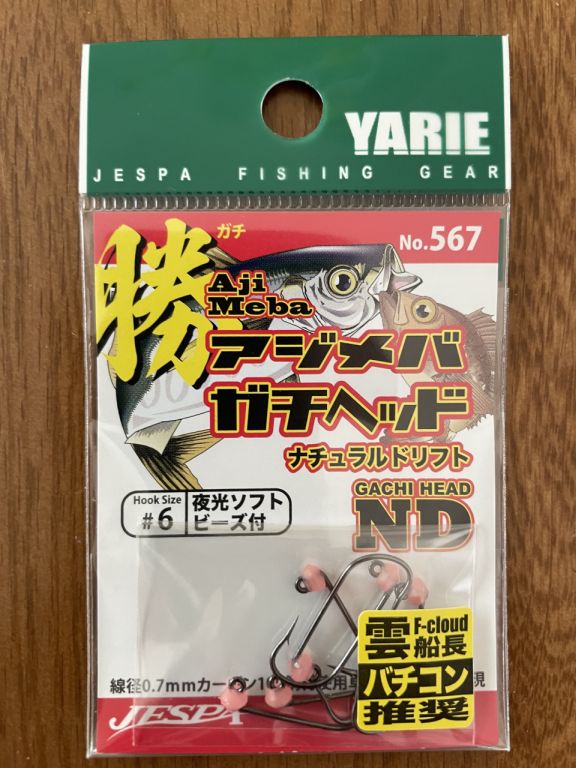 YARIE
JESPA FISHING GEAR
勝
ガチ
No.567
Aji
Meba
アジメバ
ガチヘッド
ナチュラルドリフト
GACHI HEAD
ND
Hook Size
#6
夜光ソフト
ビーズ付
雲 F-cloud
船長
バチコン
推奨
線径0.7mmカー
JESPA